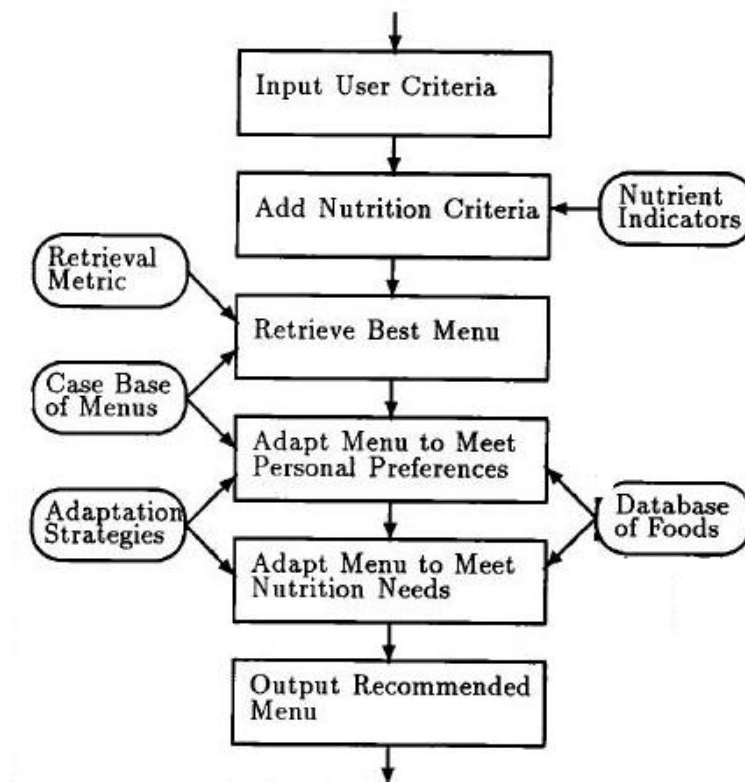 Input User Criteria
Add Nutrition Criteria
Nutrient
Indicators
Retrieval
Metric
Retrieve Best Menu
Case Base
of Menus
Adapt Menu to Meet
Personal Preferences
Adaptation
Strategies
Database
of Foods
Adapt Menu to Meet
Nutrition Needs
Output Recommended
Menu